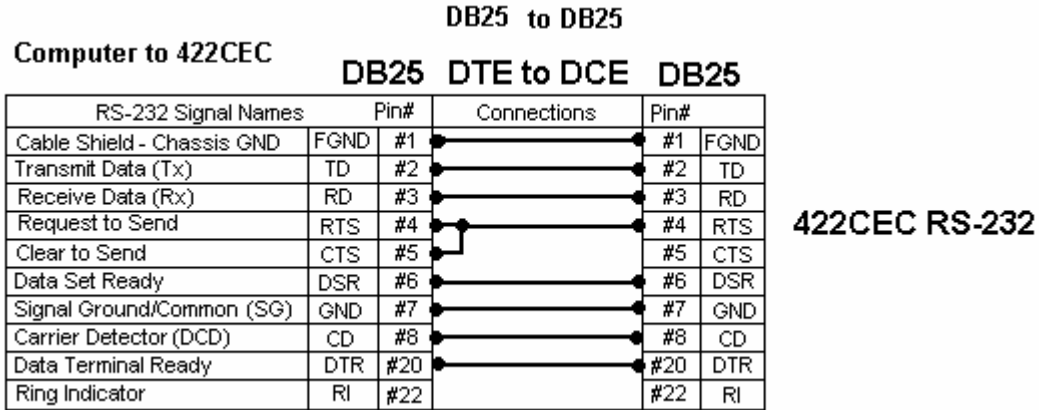 DB25 to DB25
Computer to 422CEC
DB25 DTE to DCE DB25
RS-232 Signal Names Pin# Connections Pin#
Cable Shield - Chassis GND FGND #1 #1 FGND
Transmit Data (Tx) TD #2 #2 TD
Receive Data (Rx) RD #3 #3 RD
Request to Send RTS #4 #4 RTS
422CEC RS-232
Clear to Send CTS #5 #5 CTS
Data Set Ready DSR #6 #6 DSR
Signal Ground/Common (SG) GND #7 #7 GND
Carrier Detector (DCD) CD #8 #8 CD
Data Terminal Ready DTR #20 #20 DTR
Ring Indicator RI #22 #22 RI